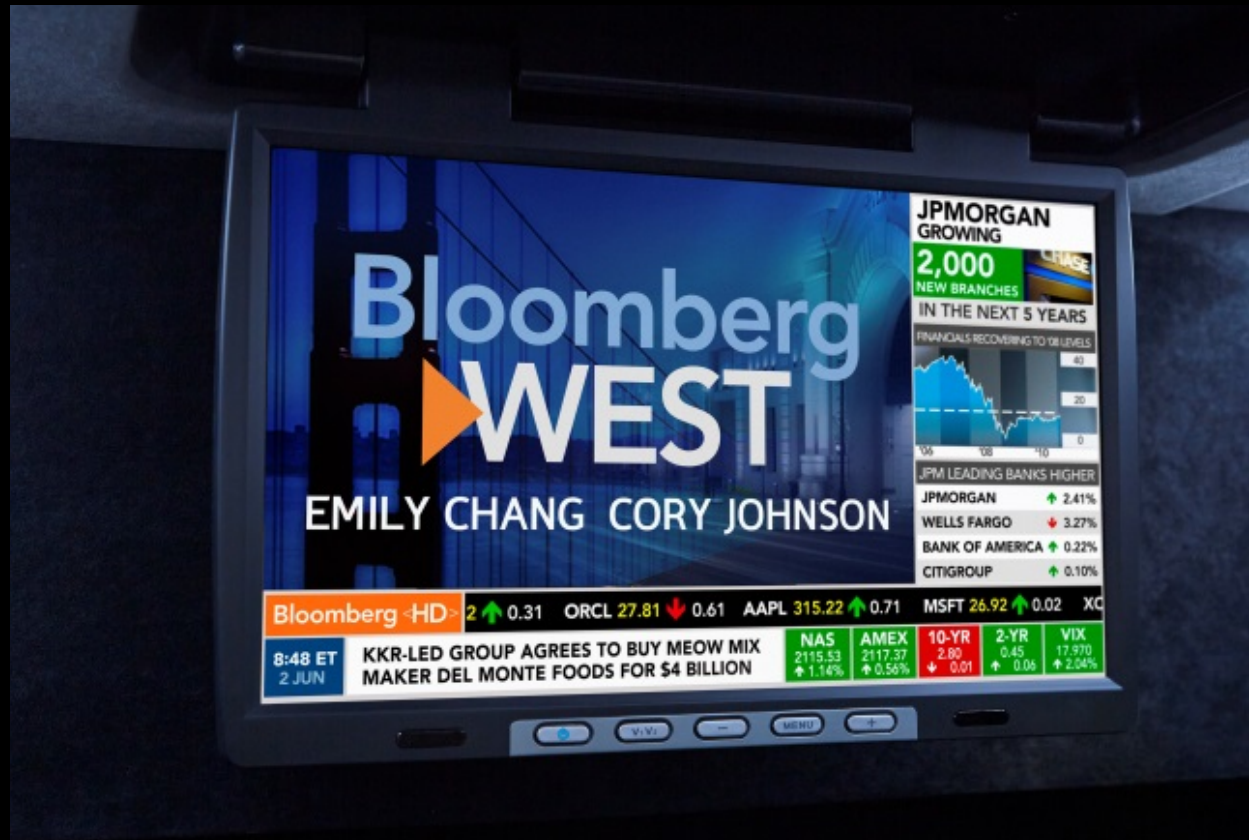 Bloomberg
WEST
EMILY CHANG CORY JOHNSON
JPMORGAN
GROWING
2,000
NEW BRANCHES
CHASE
IN THE NEXT 5 YEARS
FINANCIALS RECOVERING TO '08 LEVELS
40
20
0
'06 '08 '10
JPM LEADING BANKS HIGHER
JPMORGAN 2.41%
WELLS FARGO 3.27%
BANK OF AMERICA 0.22%
CITIGROUP 0.10%
Bloomberg <HD> 2 0.31 ORCL 27.81 0.61 AAPL 315.22 0.71 MSFT 26.92 0.02 XC
8:48 ET
2 JUN
KKR-LED GROUP AGREES TO BUY MEOW MIX
MAKER DEL MONTE FOODS FOR $4 BILLION
NAS
2115.53
1.14%
AMEX
2117.37
0.56%
10-YR
2.80
0.01
2-YR
0.45
0.06
VIX
17.970
2.04%
V1/V2 − MENU +